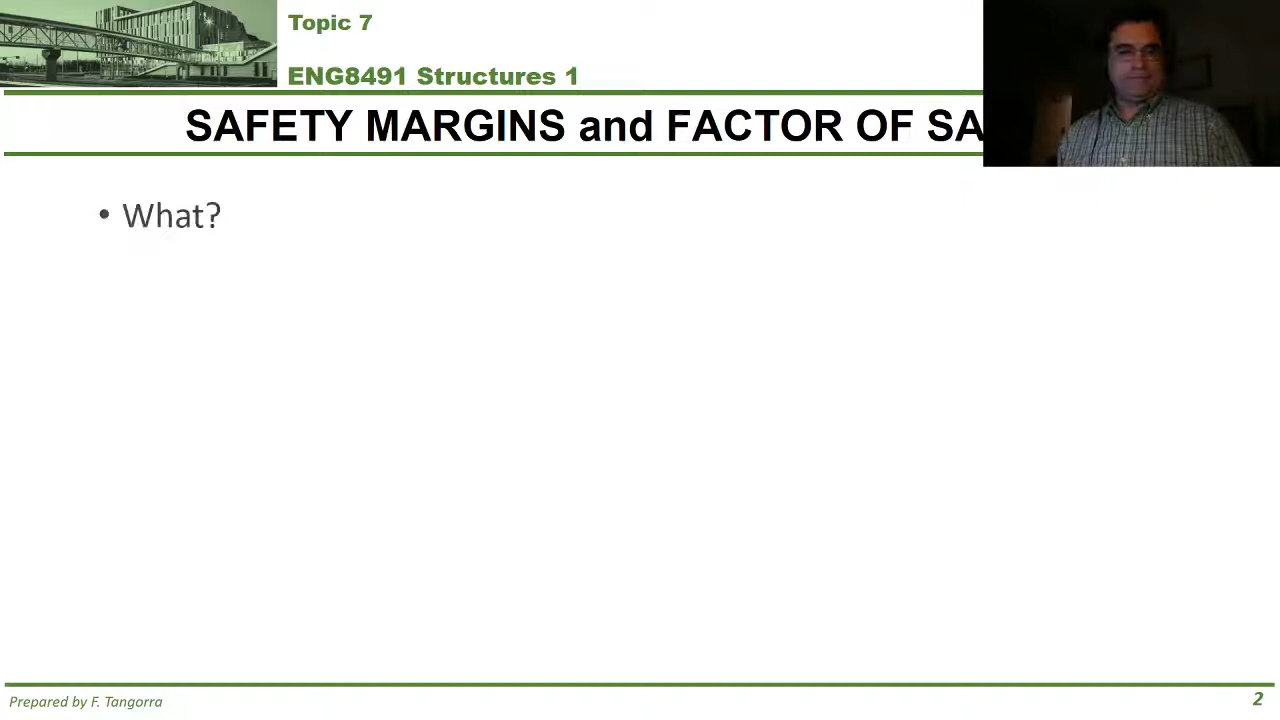 Topic 7
ENG8491 Structures 1
SAFETY MARGINS and FACTOR OF SA
• What?
Prepared by F. Tangorra
2